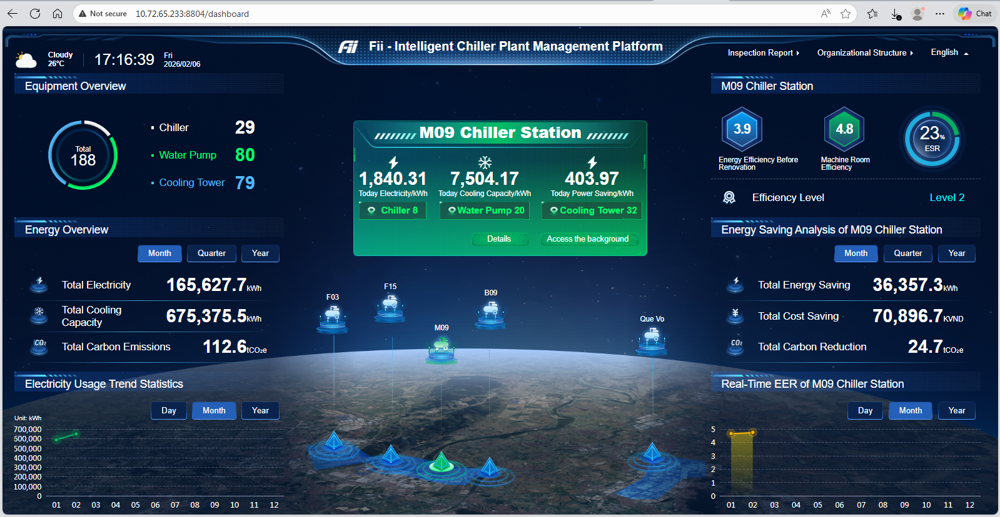 Not secure
10.72.65.233:8804/dashboard
Chat
Cloudy
26°C
17:16:39
Fri
2026/02/06
Fii
Fii - Intelligent Chiller Plant Management Platform
Inspection Report
Organizational Structure
English
Equipment Overview
Total
188
Chiller 29
Water Pump 80
Cooling Tower 79
Energy Overview
Month Quarter Year
Total Electricity 165,627.7kWh
Total Cooling
Capacity 675,375.5kWh
CO₂
Total Carbon Emissions 112.6tCO₂e
Electricity Usage Trend Statistics
Day Month Year
Unit: kWh
700,000
600,000
500,000
400,000
300,000
200,000
100,000
0
01 02 03 04 05 06 07 08 09 10 11 12
M09 Chiller Station
1,840.31 7,504.17 403.97
Today Electricity/kWh Today Cooling Capacity/kWh Today Power Saving/kWh
Chiller 8 Water Pump 20 Cooling Tower 32
Details Access the background
F03
F15
M09
B09
Que Vo
M09 Chiller Station
3.9
Energy Efficiency Before
Renovation
4.8
Machine Room
Efficiency
23%
ESR
Efficiency Level Level 2
Energy Saving Analysis of M09 Chiller Station
Month Quarter Year
Total Energy Saving 36,357.3kWh
¥
Total Cost Saving 70,896.7KVND
CO₂
Total Carbon Reduction 24.7tCO₂e
Real-Time EER of M09 Chiller Station
Day Month Year
5
4
3
2
1
0
01 02 03 04 05 06 07 08 09 10 11 12